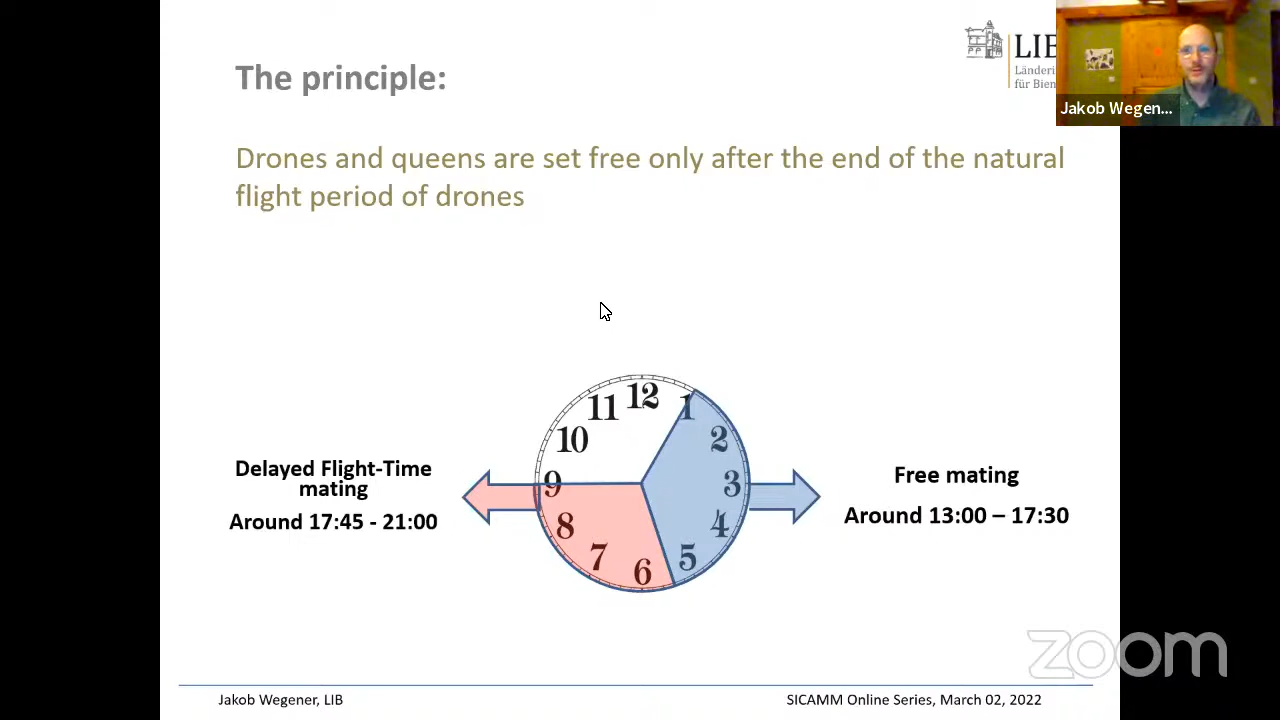 The principle:
LIB
Länderi
für Bien
Jakob Wegen...
Drones and queens are set free only after the end of the natural
flight period of drones
12
11
1
10
2
9
3
8
4
7
5
6
Delayed Flight-Time
mating
Around 17:45 - 21:00
Free mating
Around 13:00 – 17:30
zoom
Jakob Wegener, LIB
SICAMM Online Series, March 02, 2022